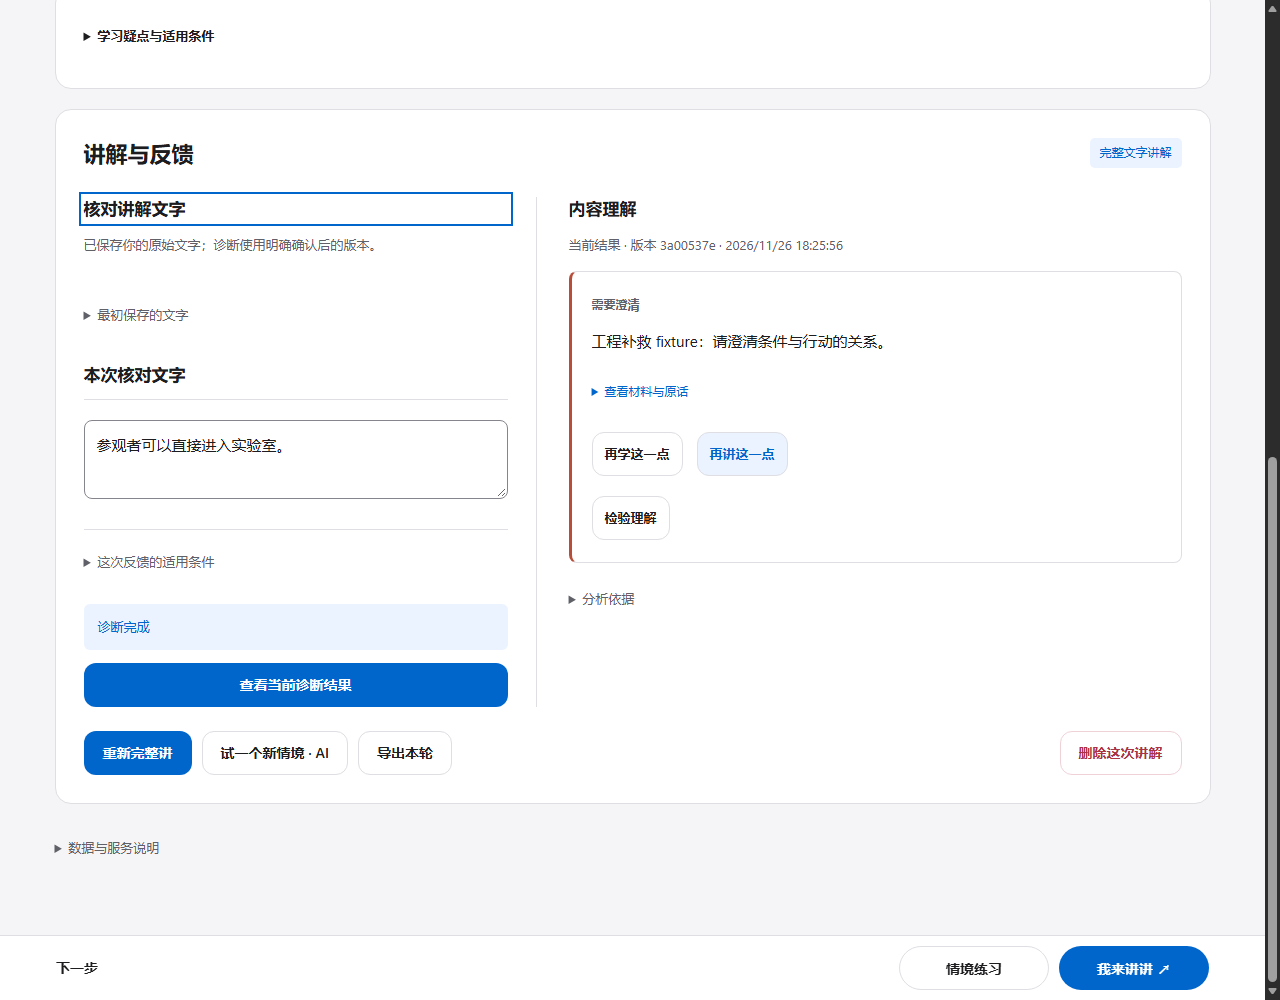 学习疑点与适用条件
讲解与反馈
完整文字讲解
核对讲解文字
已保存你的原始文字；诊断使用明确确认后的版本。
最初保存的文字
本次核对文字
参观者可以直接进入实验室。
这次反馈的适用条件
诊断完成
查看当前诊断结果
内容理解
当前结果 · 版本 3a00537e · 2026/11/26 18:25:56
需要澄清
工程补救 fixture：请澄清条件与行动的关系。
查看材料与原话
再学这一点
再讲这一点
检验理解
分析依据
重新完整讲
试一个新情境 · AI
导出本轮
删除这次讲解
数据与服务说明
下一步
情境练习
我来讲讲 ↗